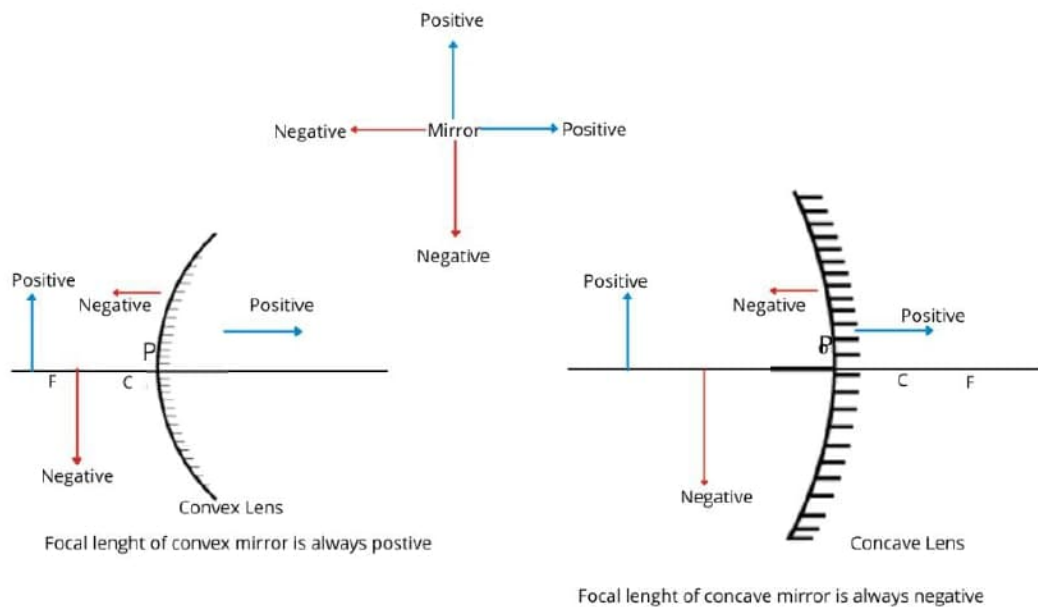 Positive
Negative Mirror Positive
Negative
Positive
Negative
Positive
P
F
C
Negative
Convex Lens
Focal lenght of convex mirror is always postive
Positive
Negative
Positive
P
C
F
Negative
Concave Lens
Focal lenght of concave mirror is always negative